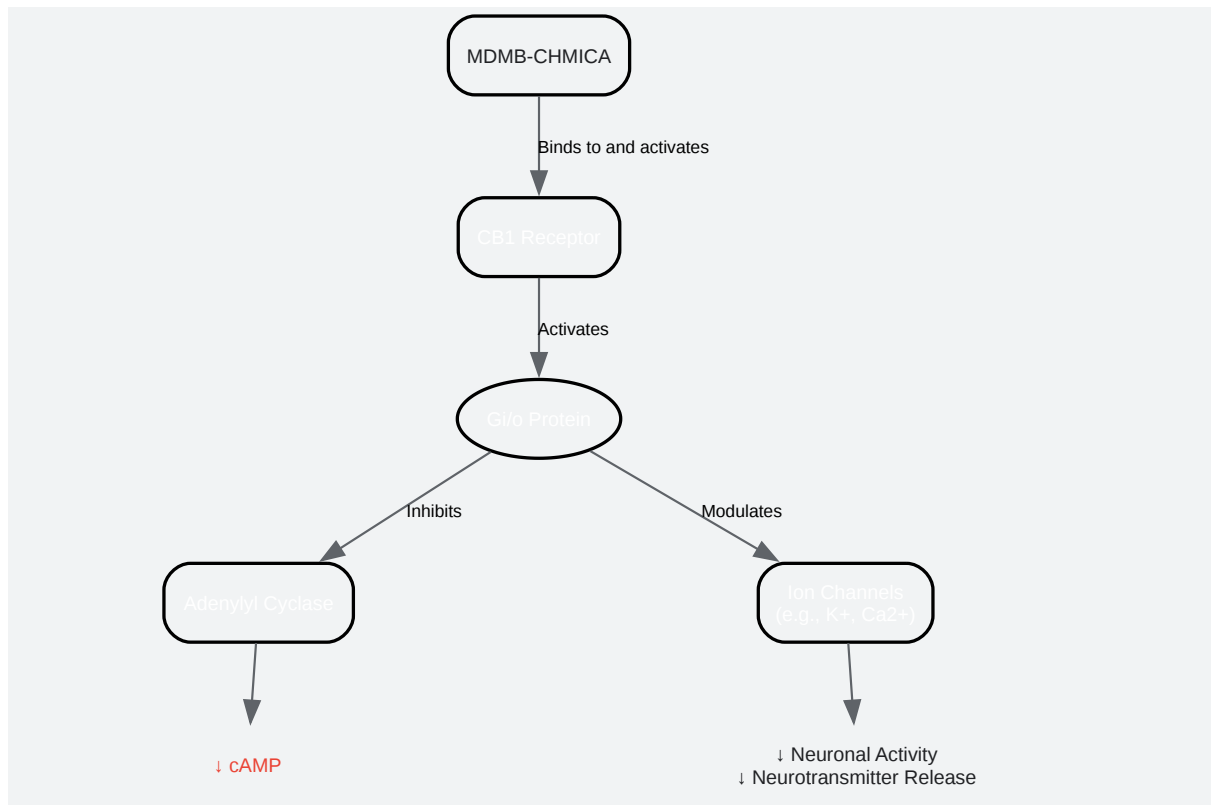 MDMB-CHMICA
Binds to and activates
CB1 Receptor
Activates
Gi/o Protein
Inhibits
Modulates
Adenylyl Cyclase
Ion Channels
(e.g., K+, Ca2+)
↓ cAMP
↓ Neuronal Activity
↓ Neurotransmitter Release